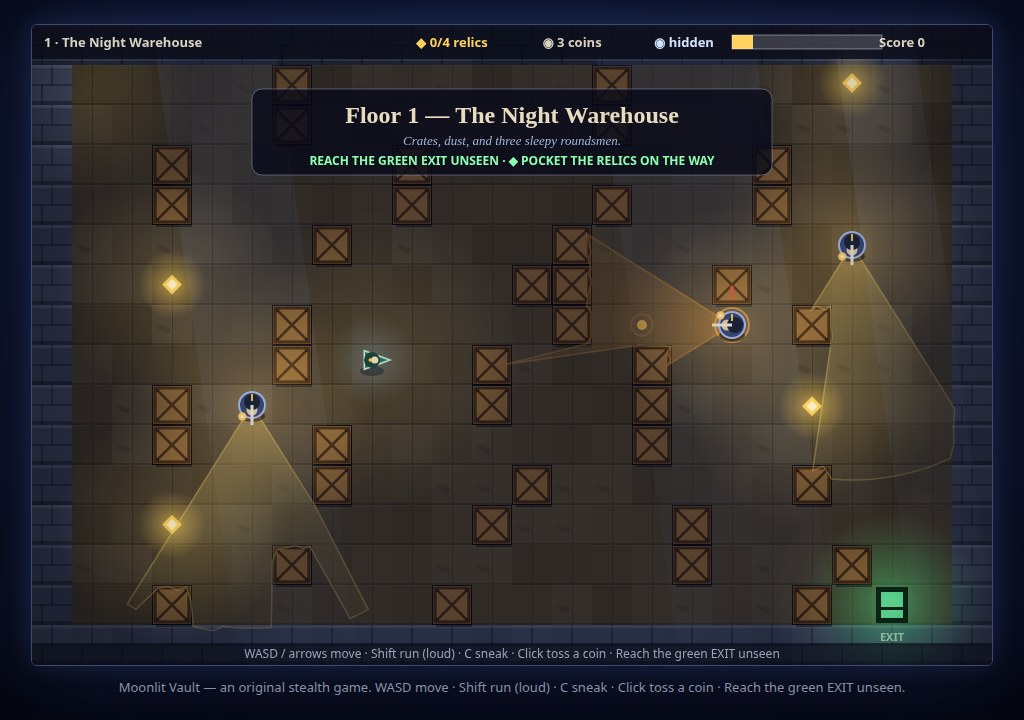 1 · The Night Warehouse
◆ 0/4 relics
◉ 3 coins
◉ hidden
Score 0
Floor 1 — The Night Warehouse
Crates, dust, and three sleepy roundsmen.
REACH THE GREEN EXIT UNSEEN · ◆ POCKET THE RELICS ON THE WAY
EXIT
WASD / arrows move · Shift run (loud) · C sneak · Click toss a coin · Reach the green EXIT unseen
Moonlit Vault — an original stealth game. WASD move · Shift run (loud) · C sneak · Click toss a coin · Reach the green EXIT unseen.